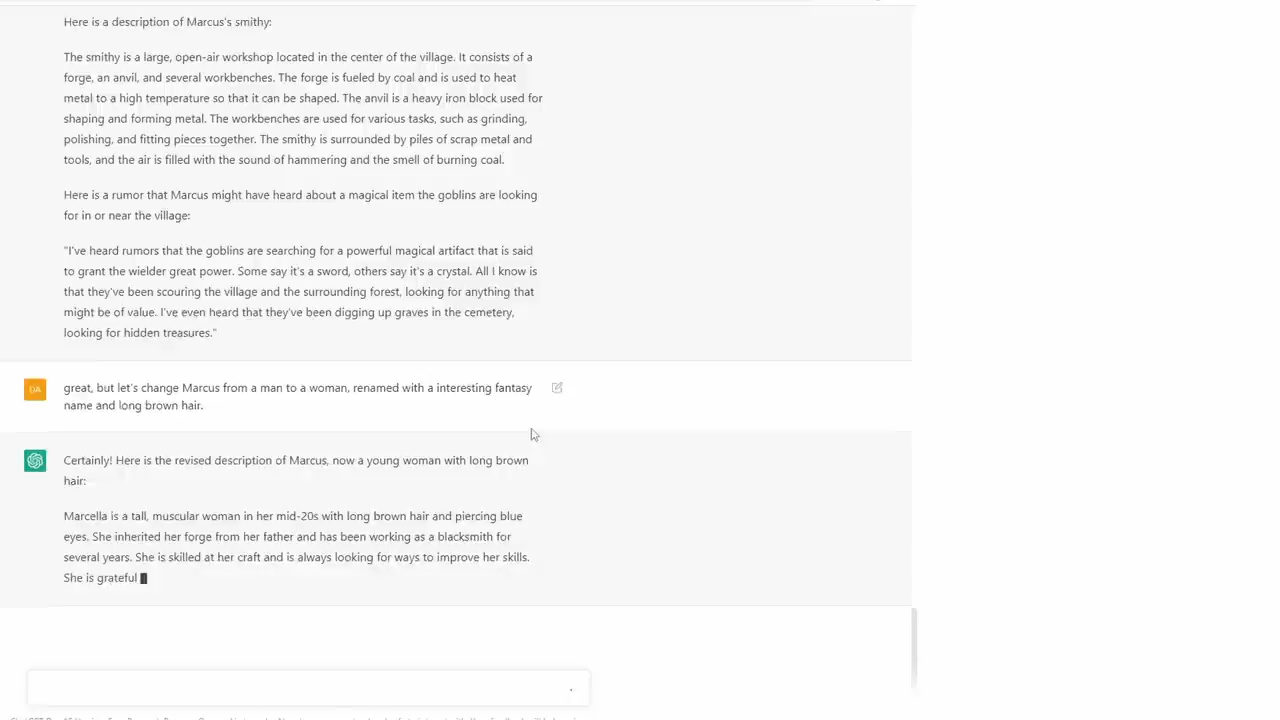 Here is a description of Marcus's smithy:
The smithy is a large, open-air workshop located in the center of the village. It consists of a
forge, an anvil, and several workbenches. The forge is fueled by coal and is used to heat
metal to a high temperature so that it can be shaped. The anvil is a heavy iron block used for
shaping and forming metal. The workbenches are used for various tasks, such as grinding,
polishing, and fitting pieces together. The smithy is surrounded by piles of scrap metal and
tools, and the air is filled with the sound of hammering and the smell of burning coal.
Here is a rumor that Marcus might have heard about a magical item the goblins are looking
for in or near the village:
"I've heard rumors that the goblins are searching for a powerful magical artifact that is said
to grant the wielder great power. Some say it's a sword, others say it's a crystal. All I know is
that they've been scouring the village and the surrounding forest, looking for anything that
might be of value. I've even heard that they've been digging up graves in the cemetery,
looking for hidden treasures."
DA
great, but let's change Marcus from a man to a woman, renamed with a interesting fantasy
name and long brown hair.
Certainly! Here is the revised description of Marcus, now a young woman with long brown
hair:
Marcella is a tall, muscular woman in her mid-20s with long brown hair and piercing blue
eyes. She inherited her forge from her father and has been working as a blacksmith for
several years. She is skilled at her craft and is always looking for ways to improve her skills.
She is grateful